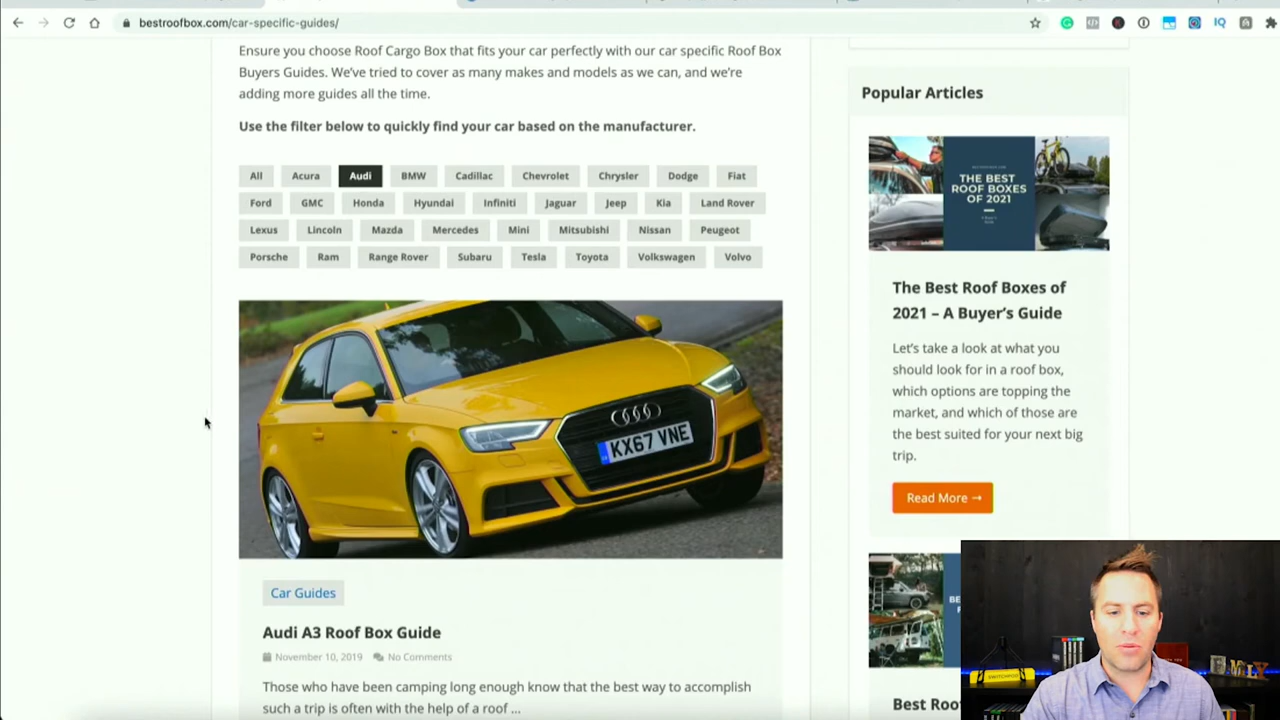 bestroofbox.com/car-specific-guides/
Ensure you choose Roof Cargo Box that fits your car perfectly with our car specific Roof Box
Buyers Guides. We've tried to cover as many makes and models as we can, and we're
adding more guides all the time.
Use the filter below to quickly find your car based on the manufacturer.
All Acura Audi BMW Cadillac Chevrolet Chrysler Dodge Fiat
Ford GMC Honda Hyundai Infiniti Jaguar Jeep Kia Land Rover
Lexus Lincoln Mazda Mercedes Mini Mitsubishi Nissan Peugeot
Porsche Ram Range Rover Subaru Tesla Toyota Volkswagen Volvo
KX67 VNE
Car Guides
Audi A3 Roof Box Guide
November 10, 2019 No Comments
Those who have been camping long enough know that the best way to accomplish
such a trip is often with the help of a roof ...
Popular Articles
THE BEST
ROOF BOXES
OF 2021
The Best Roof Boxes of
2021 – A Buyer's Guide
Let's take a look at what you
should look for in a roof box,
which options are topping the
market, and which of those are
the best suited for your next big
trip.
Read More →
Best Roo
IQ